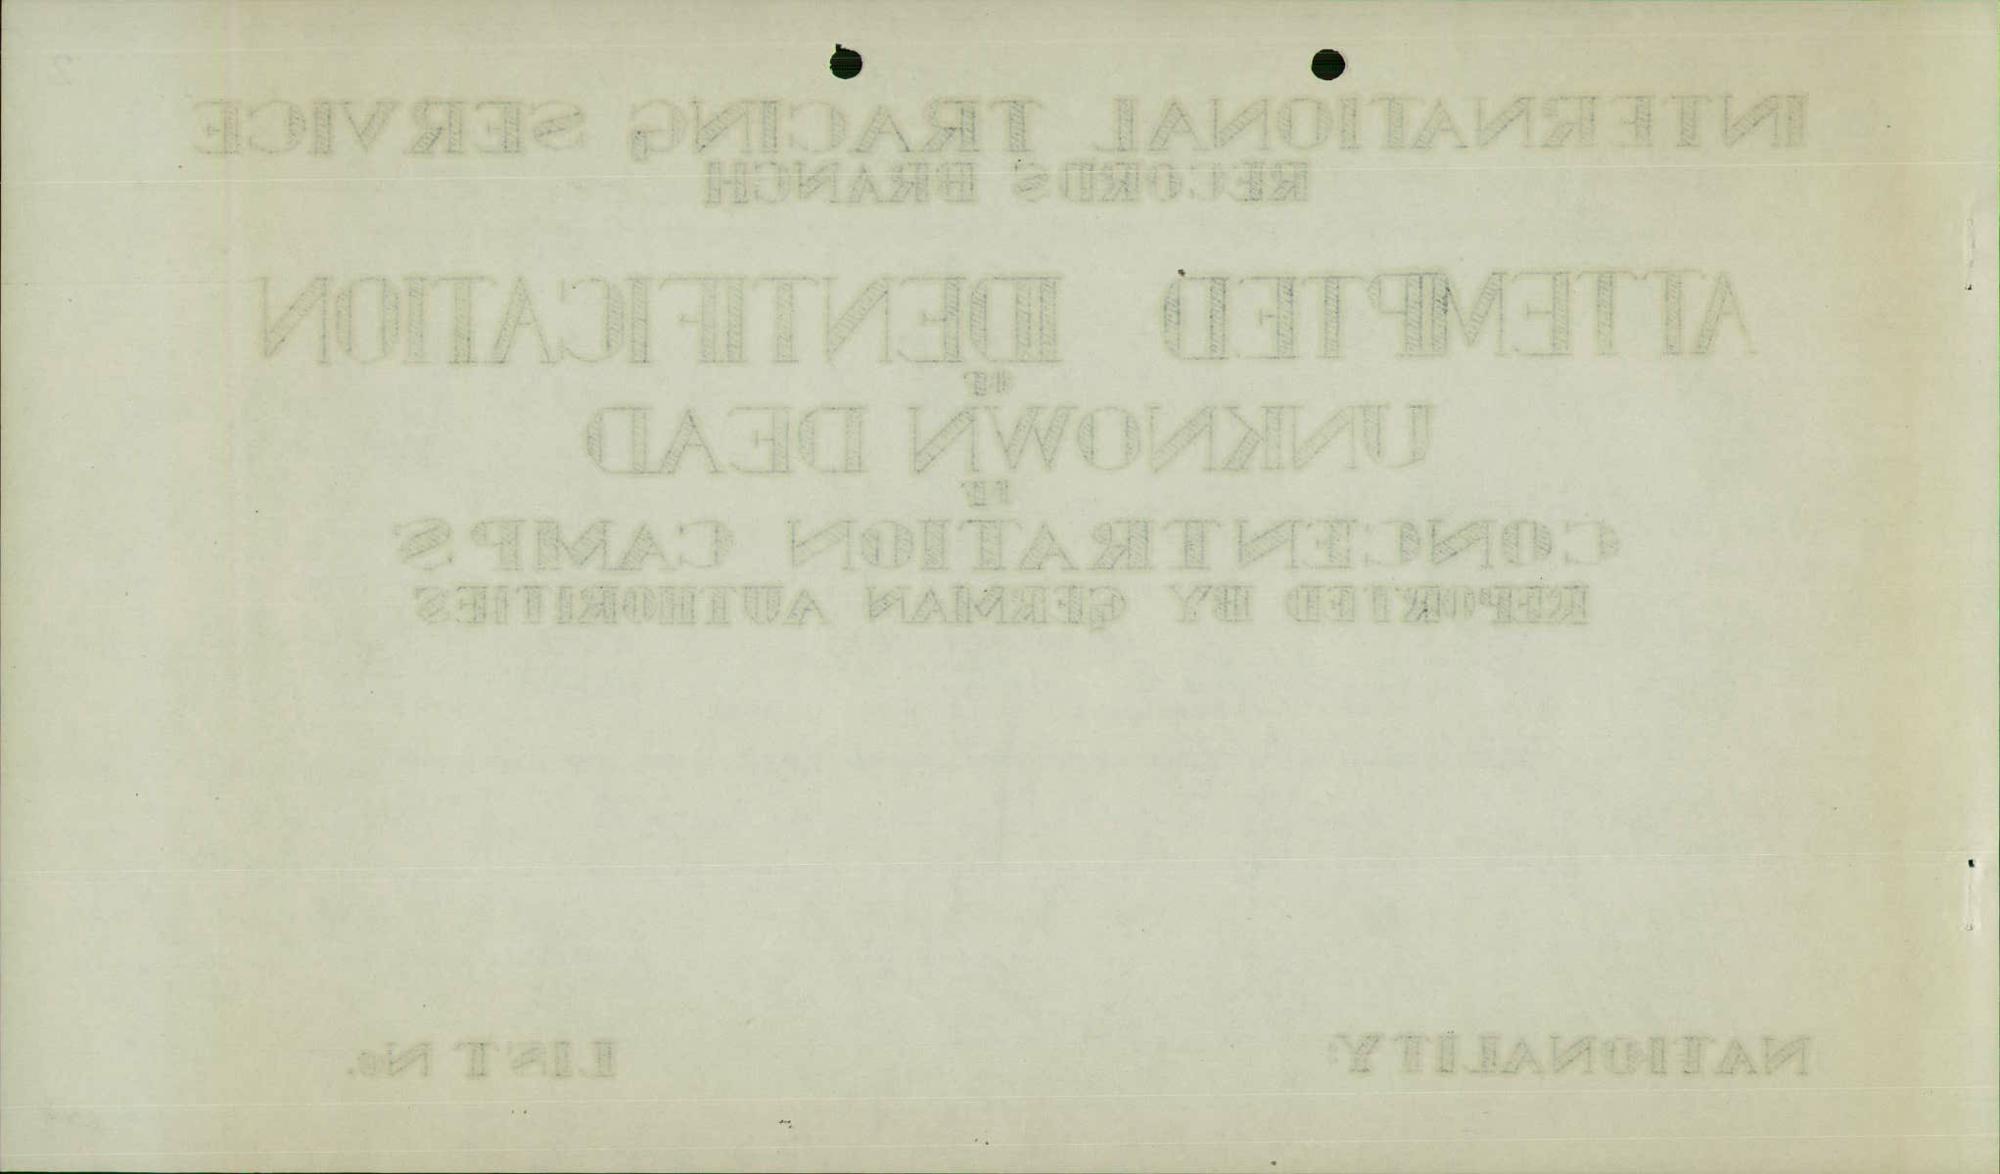 2
INTERNATIONAL TRACING SERVICE
RECORDS BRANCH
ATTEMPTED IDENTIFICATION
OF
UNKNOWN DEAD
CONCENTRATION CAMPS
REPORTED BY GERMAN AUTHORITIES
NATIONALITY: LIST No.